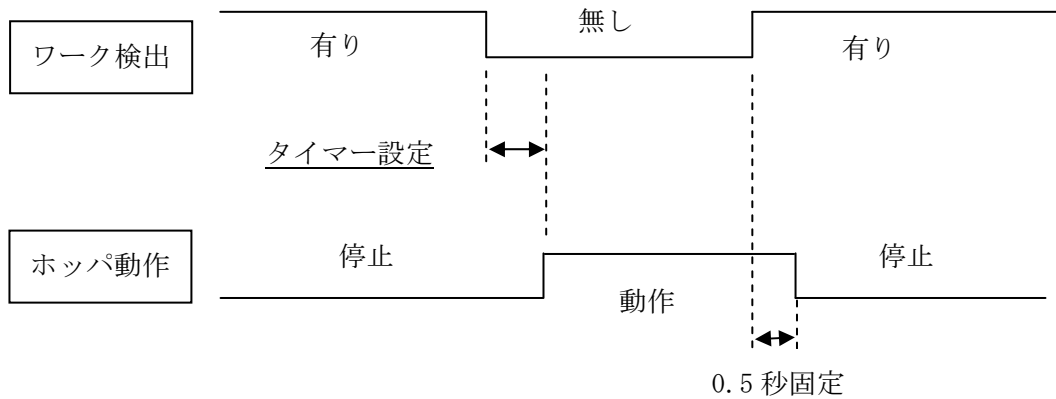 ワーク検出
有り
無し
有り
タイマー設定
ホッパ動作
停止
動作
停止
0.5秒固定